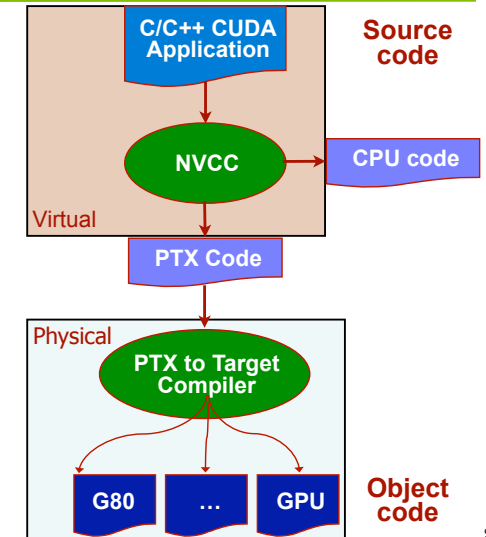 C/C++ CUDA
Application
Source
code
NVCC
CPU code
Virtual
PTX Code
Physical
PTX to Target
Compiler
G80
...
GPU
Object
code